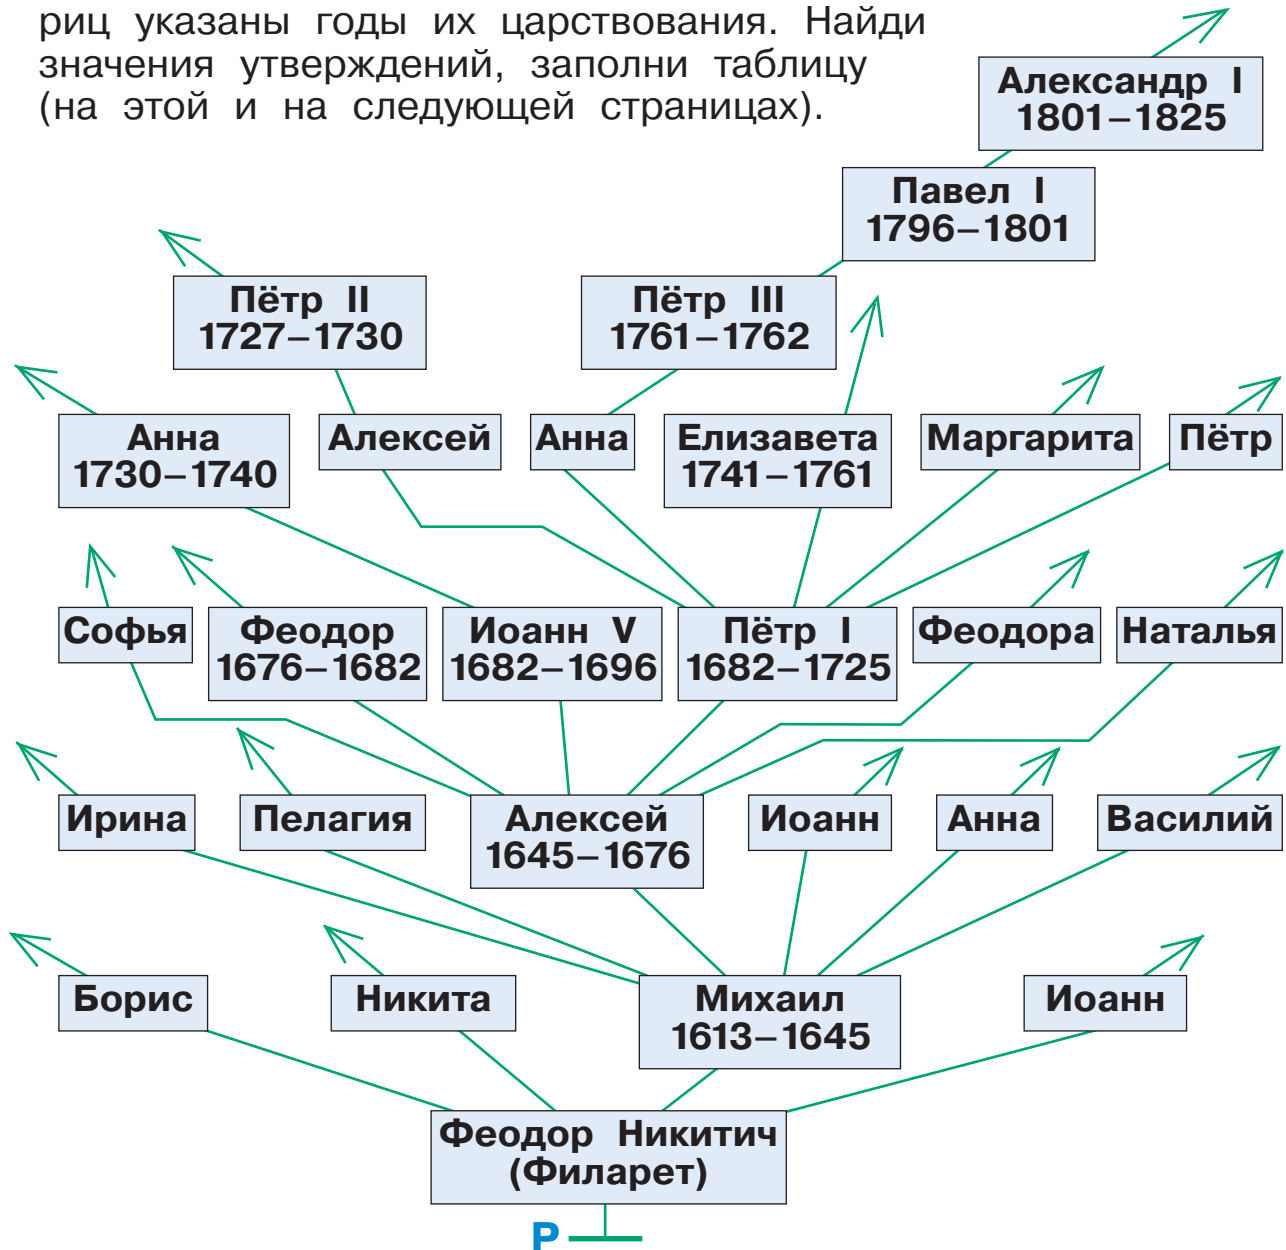 риц указаны годы их царствования. Найди
значения утверждений, заполни таблицу
(на этой и на следующей страницах).
Александр I
1801–1825
Павел I
1796–1801
Пётр II
1727–1730
Пётр III
1761–1762
Анна
1730–1740
Алексей
Анна
Елизавета
1741–1761
Маргарита
Пётр
Софья
Феодор
1676–1682
Иоанн V
1682–1696
Пётр I
1682–1725
Феодора
Наталья
Ирина
Пелагия
Алексей
1645–1676
Иоанн
Анна
Василий
Борис
Никита
Михаил
1613–1645
Иоанн
Феодор Никитич
(Филарет)
Р